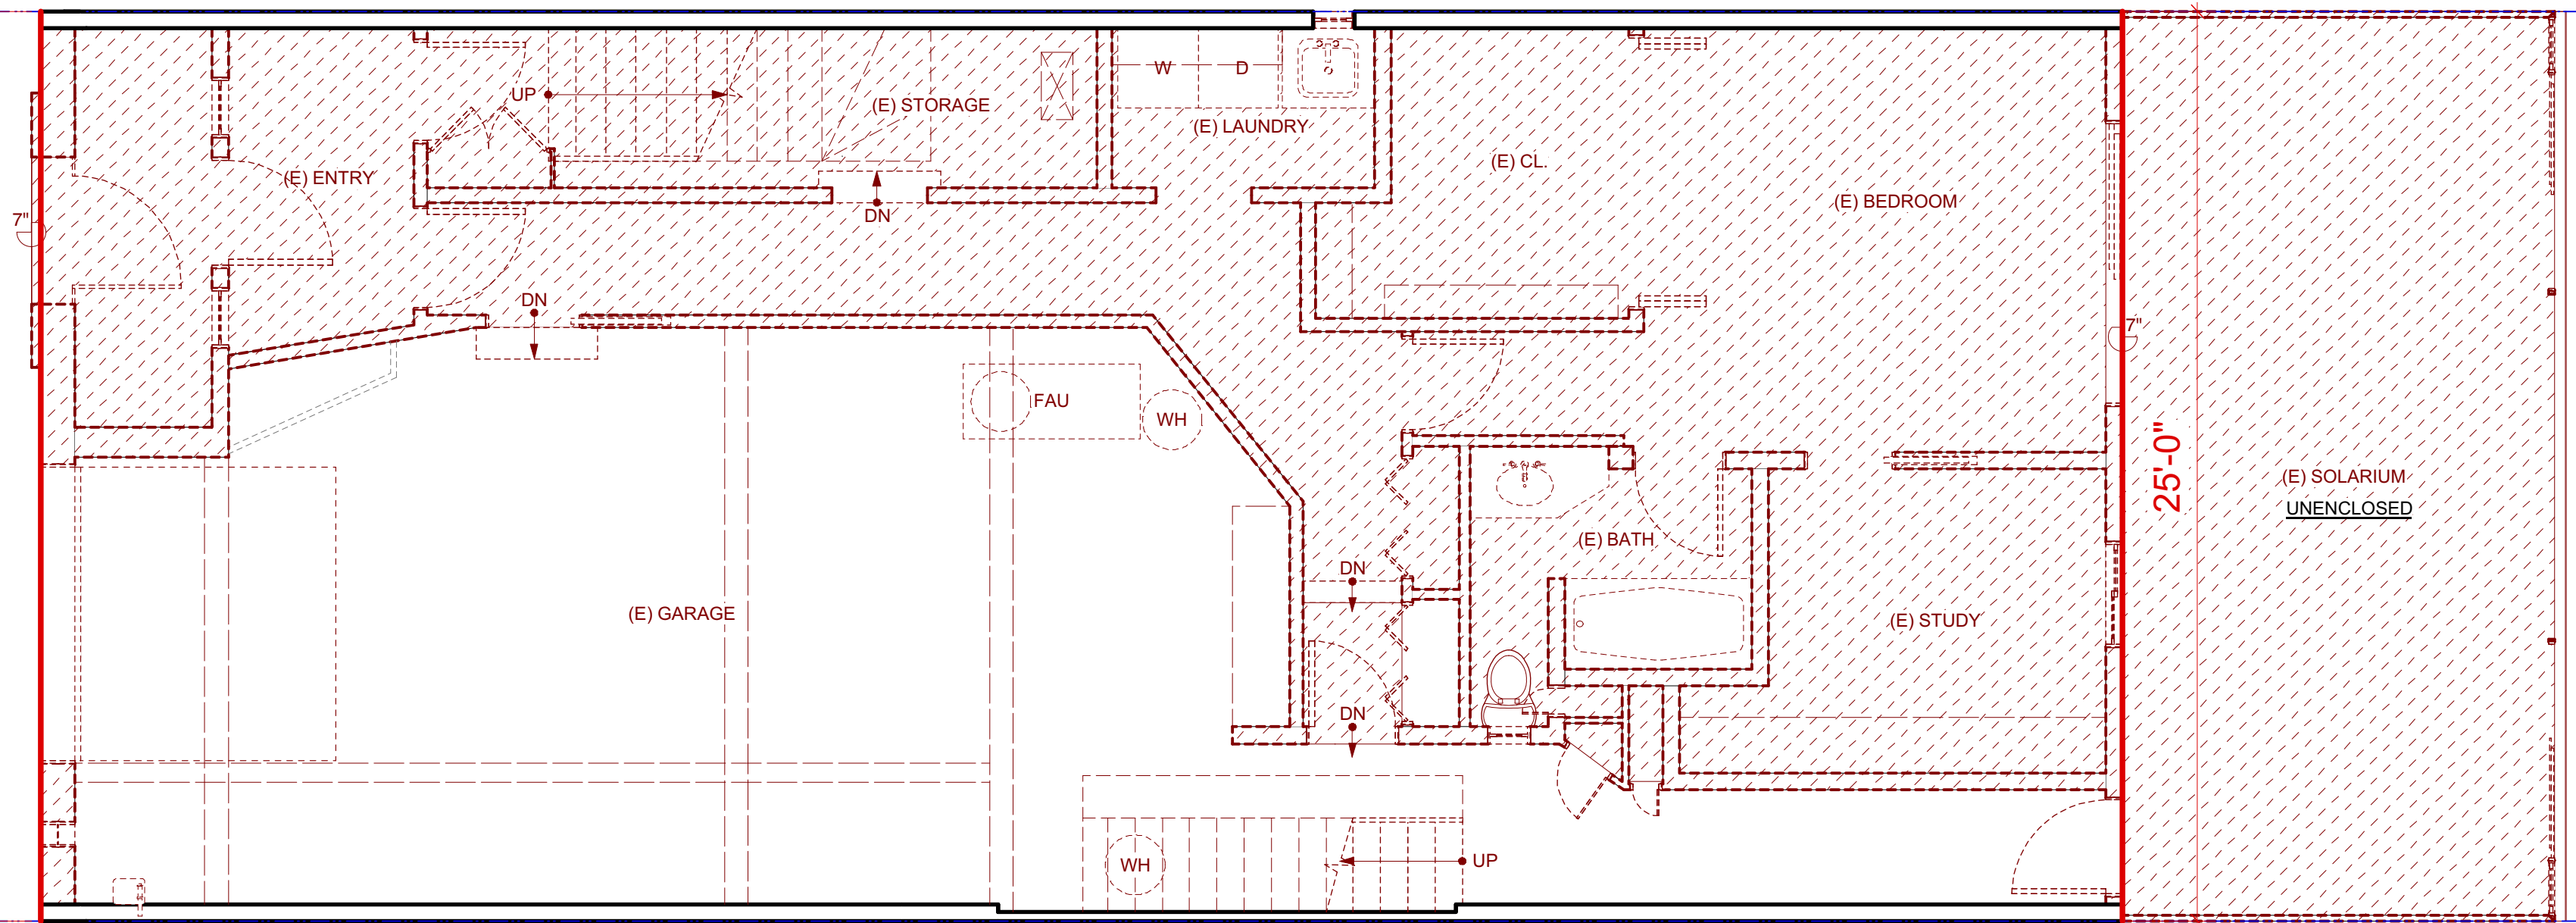 W
D
UP
(E) STORAGE
(E) LAUNDRY
(E) CL.
(E) ENTRY
(E) BEDROOM
7"
DN
DN
7"
FAU
WH
25'-0"
(E) SOLARIUM
UNENCLOSED
(E) BATH
DN
(E) GARAGE
(E) STUDY
DN
WH
UP